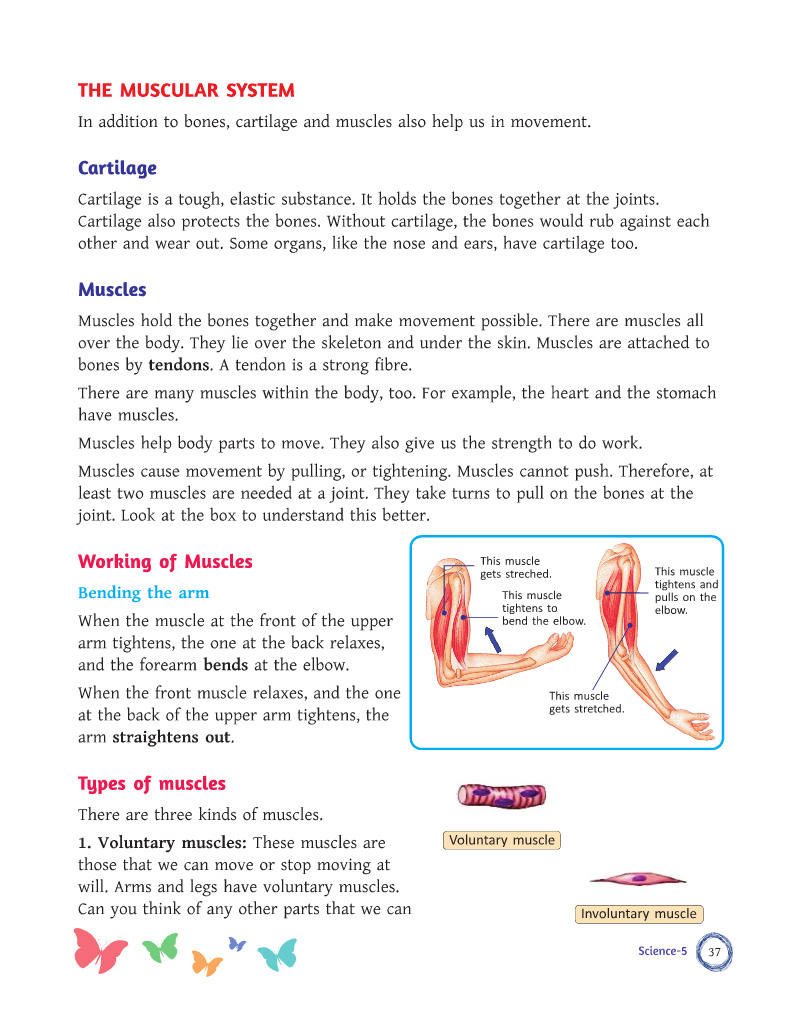 THE MUSCULAR SYSTEM
In addition to bones, cartilage and muscles also help us in movement.
Cartilage
Cartilage is a tough, elastic substance. It holds the bones together at the joints.
Cartilage also protects the bones. Without cartilage, the bones would rub against each
other and wear out. Some organs, like the nose and ears, have cartilage too.
Muscles
Muscles hold the bones together and make movement possible. There are muscles all
over the body. They lie over the skeleton and under the skin. Muscles are attached to
bones by tendons. A tendon is a strong fibre.
There are many muscles within the body, too. For example, the heart and the stomach
have muscles.
Muscles help body parts to move. They also give us the strength to do work.
Muscles cause movement by pulling, or tightening. Muscles cannot push. Therefore, at
least two muscles are needed at a joint. They take turns to pull on the bones at the
joint. Look at the box to understand this better.
Working of Muscles
Bending the arm
When the muscle at the front of the upper
arm tightens, the one at the back relaxes,
and the forearm bends at the elbow.
When the front muscle relaxes, and the one
at the back of the upper arm tightens, the
arm straightens out.
This muscle
gets streched.
This muscle
tightens to
bend the elbow.
This muscle
tightens and
pulls on the
elbow.
This muscle
gets stretched.
Types of muscles
There are three kinds of muscles.
1. Voluntary muscles: These muscles are
those that we can move or stop moving at
will. Arms and legs have voluntary muscles.
Can you think of any other parts that we can
Voluntary muscle
Involuntary muscle
Science-5
37